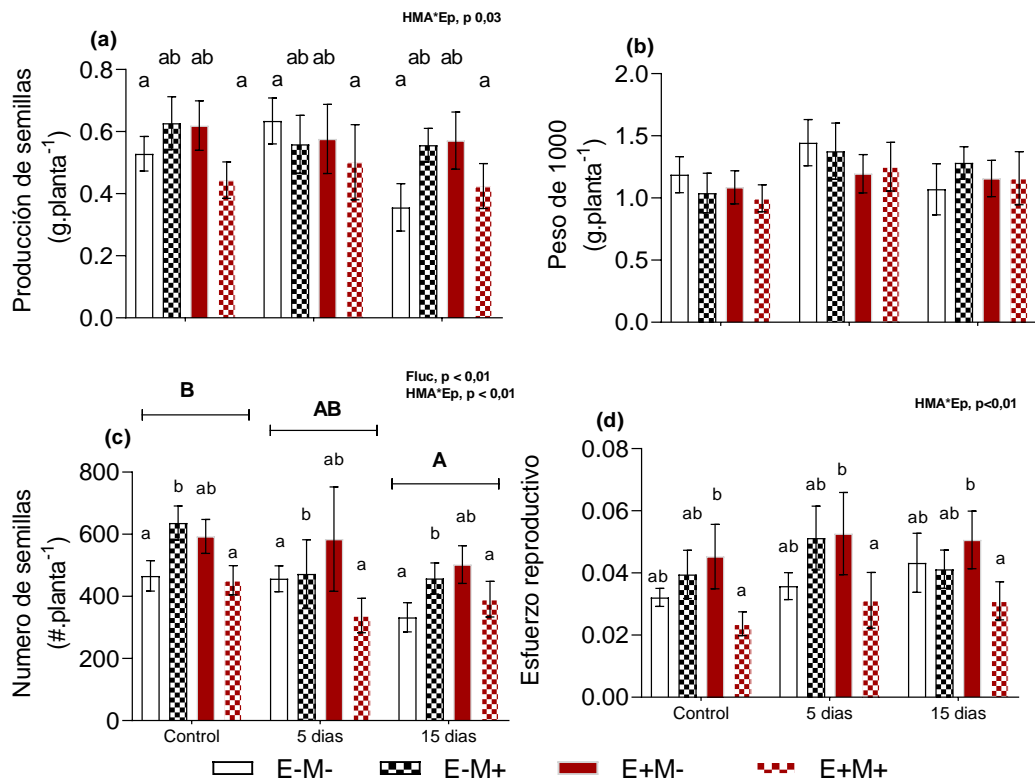 HMA*Ep, p 0,03
(a)
ab ab ab ab ab ab
a a a a a a
Producción de semillas
(g.planta-1)
0.8
0.6
0.4
0.2
0.0
(b)
Peso de 1000
(g.planta-1)
2.0
1.5
1.0
0.5
0.0
Fluc, p < 0,01
HMA*Ep, p < 0,01
B
AB
A
(c)
a b ab a
a b ab a
a b ab a
Numero de semillas
(#.planta-1)
800
600
400
200
0
Control 5 dias 15 dias
HMA*Ep, p<0,01
(d)
ab ab b a
ab ab b a
ab ab b a
Esfuerzo reproductivo
0.08
0.06
0.04
0.02
0.00
Control 5 dias 15 dias
E-M- E-M+ E+M- E+M+